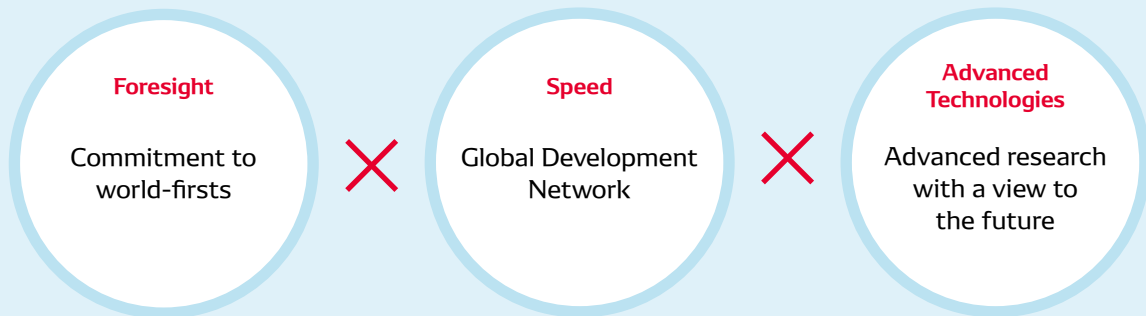 Foresight
Commitment to
world-firsts
Speed
Global Development
Network
Advanced
Technologies
Advanced research
with a view to
the future